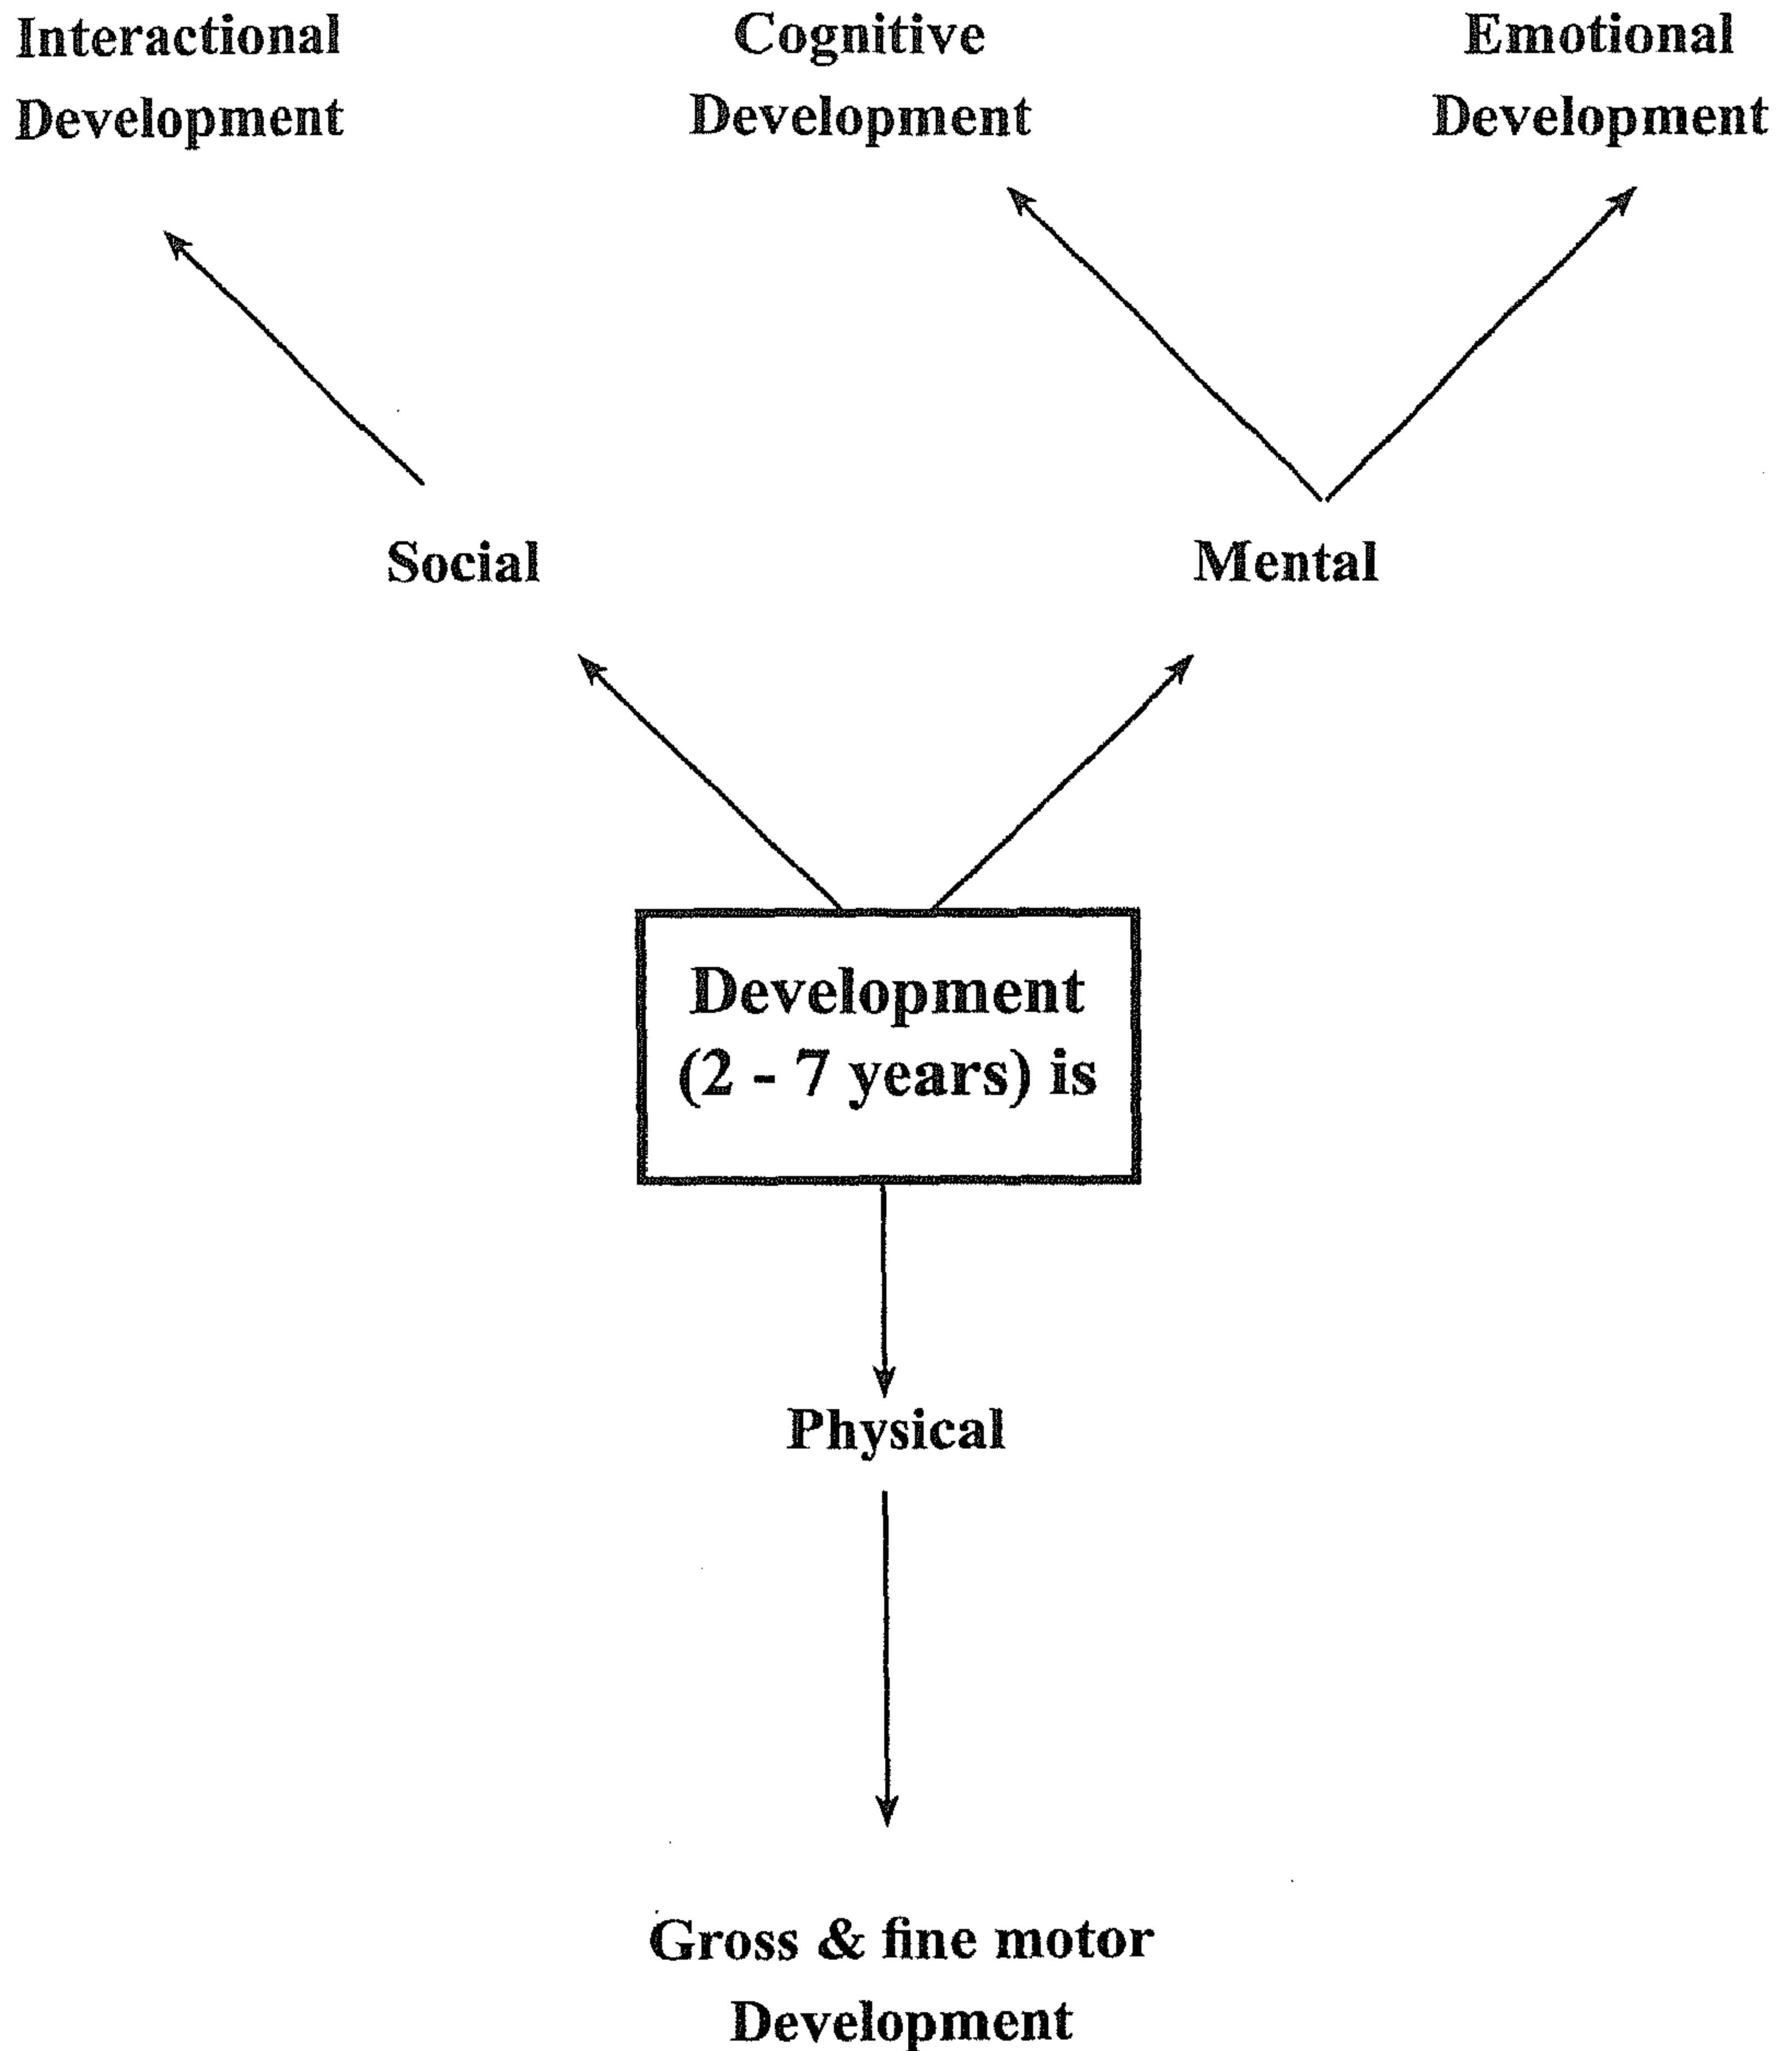 Interactional
Development
Cognitive
Development
Emotional
Development
Social
Mental
Development
(2 - 7 years) is
Physical
Gross & fine motor
Development